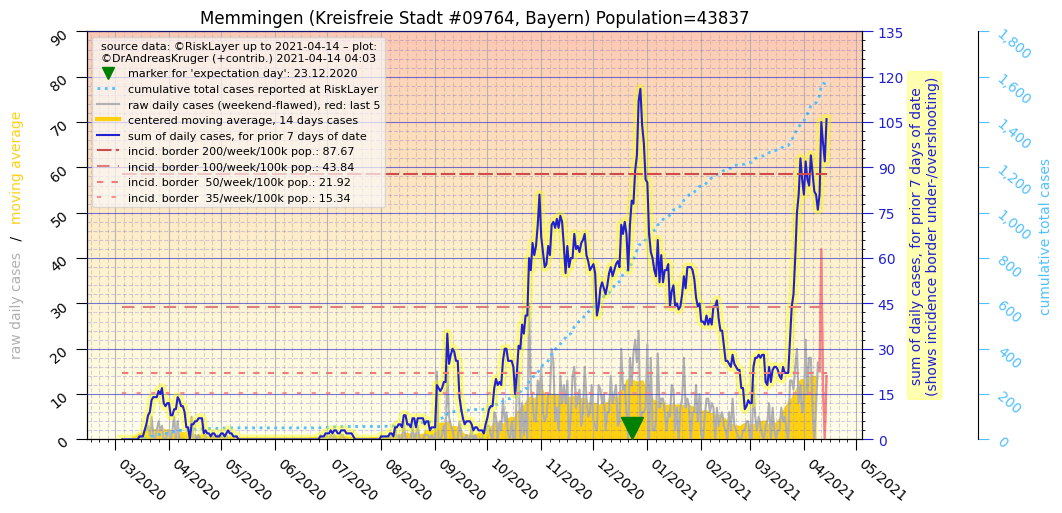 Memmingen (Kreisfreie Stadt #09764, Bayern) Population=43837
source data: ©RiskLayer up to 2021-04-14 – plot:
©DrAndreasKruger (+contrib.) 2021-04-14 04:03
marker for 'expectation day': 23.12.2020
cumulative total cases reported at RiskLayer
raw daily cases (weekend-flawed), red: last 5
centered moving average, 14 days cases
sum of daily cases, for prior 7 days of date
incid. border 200/week/100k pop.: 87.67
incid. border 100/week/100k pop.: 43.84
incid. border  50/week/100k pop.: 21.92
incid. border  35/week/100k pop.: 15.34
raw daily cases / moving average
90
80
70
60
50
40
30
20
10
0
03/2020
04/2020
05/2020
06/2020
07/2020
08/2020
09/2020
10/2020
11/2020
12/2020
01/2021
02/2021
03/2021
04/2021
05/2021
135
120
105
90
75
60
45
30
15
0
sum of daily cases, for prior 7 days of date
(shows incidence border under-/overshooting)
1,800
1,600
1,400
1,200
1,000
800
600
400
200
0
cumulative total cases